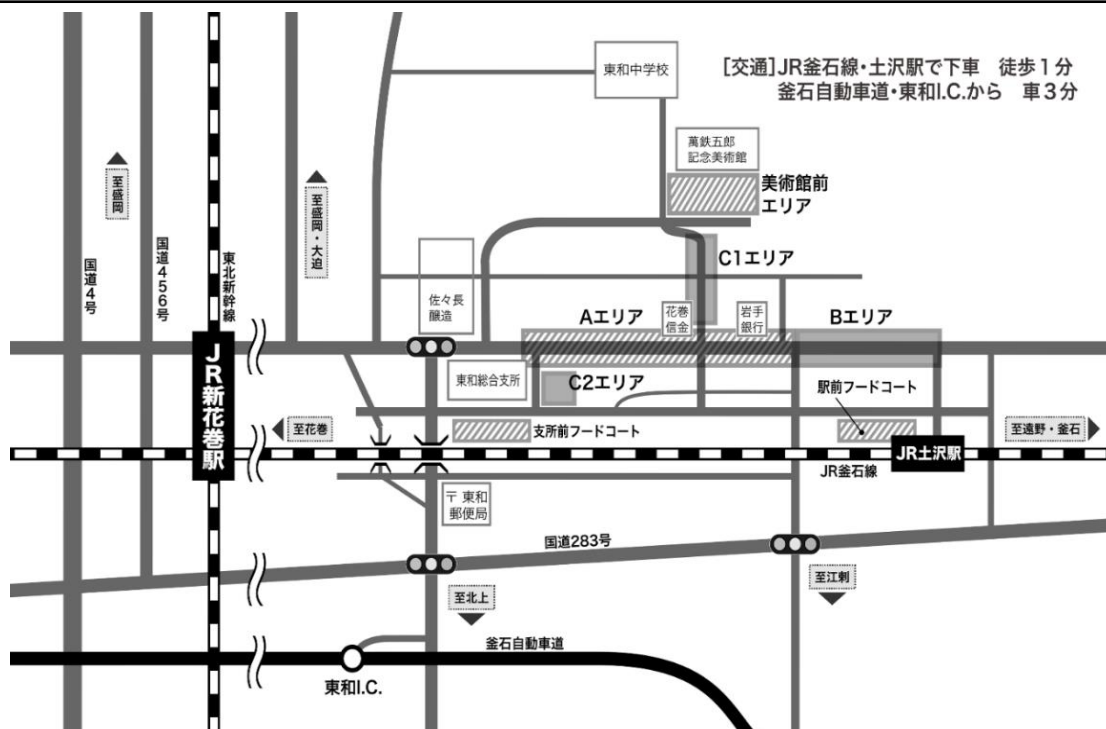 [交通]JR釜石線・土沢駅で下車　徒歩1分
釜石自動車道・東和I.C.から　車3分
東和中学校
萬鉄五郎
記念美術館
美術館前
エリア
至盛岡
至盛岡・大迫
国道4号
国道456号
東北新幹線
佐々長
醸造
C1エリア
Aエリア
花巻
信金
岩手
銀行
Bエリア
JR新花巻駅
東和総合支所
C2エリア
駅前フードコート
至花巻
支所前フードコート
至遠野・釜石
JR土沢駅
JR釜石線
〒東和
郵便局
国道283号
至北上
至江刺
釜石自動車道
東和I.C.